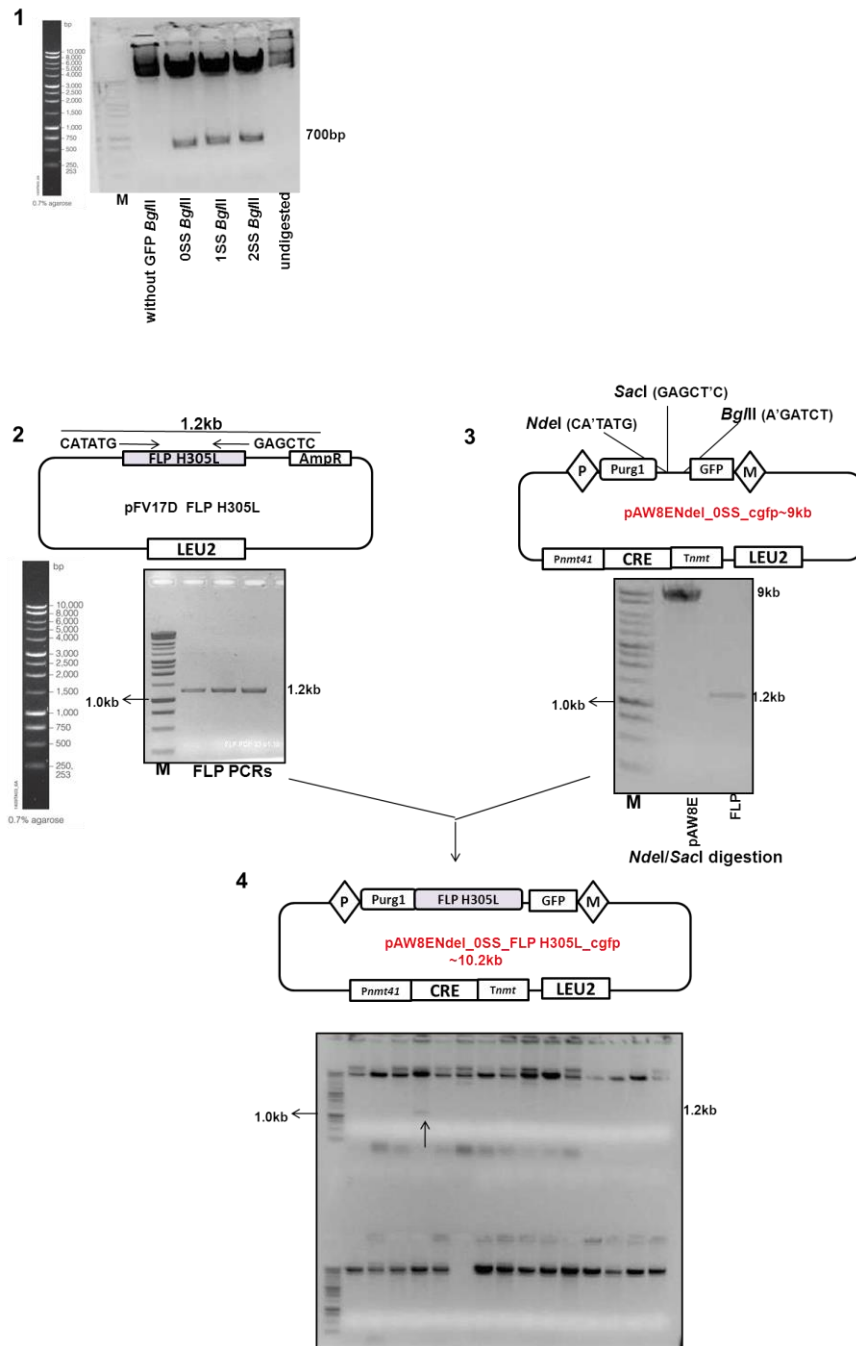 1
bp
10,000
8,000
6,000
5,000
4,000
3,000
2,500
2,000
1,500
1,000
750
500
250,
253
0.7% agarose
M
without GFP BglII
0SS BglII
1SS BglII
2SS BglII
undigested
700bp
2
1.2kb
CATATG
GAGCTC
FLP H305L
AmpR
pFV17D FLP H305L
LEU2
bp
10,000
8,000
6,000
5,000
4,000
3,000
2,500
2,000
1,500
1,000
750
500
250,
253
0.7% agarose
1.0kb
1.2kb
M
FLP PCRs
3
SacI (GAGCT'C)
NdeI (CA'TATG)
BglII (A'GATCT)
P
Purg1
GFP
M
pAW8ENdeI_0SS_cgfp~9kb
Pnmt41
CRE
Tnmt
LEU2
9kb
1.0kb
1.2kb
M
pAW8E
FLP
NdeI/SacI digestion
4
P
Purg1
FLP H305L
GFP
M
pAW8ENdeI_0SS_FLP H305L_cgfp
~10.2kb
Pnmt41
CRE
Tnmt
LEU2
1.0kb
1.2kb